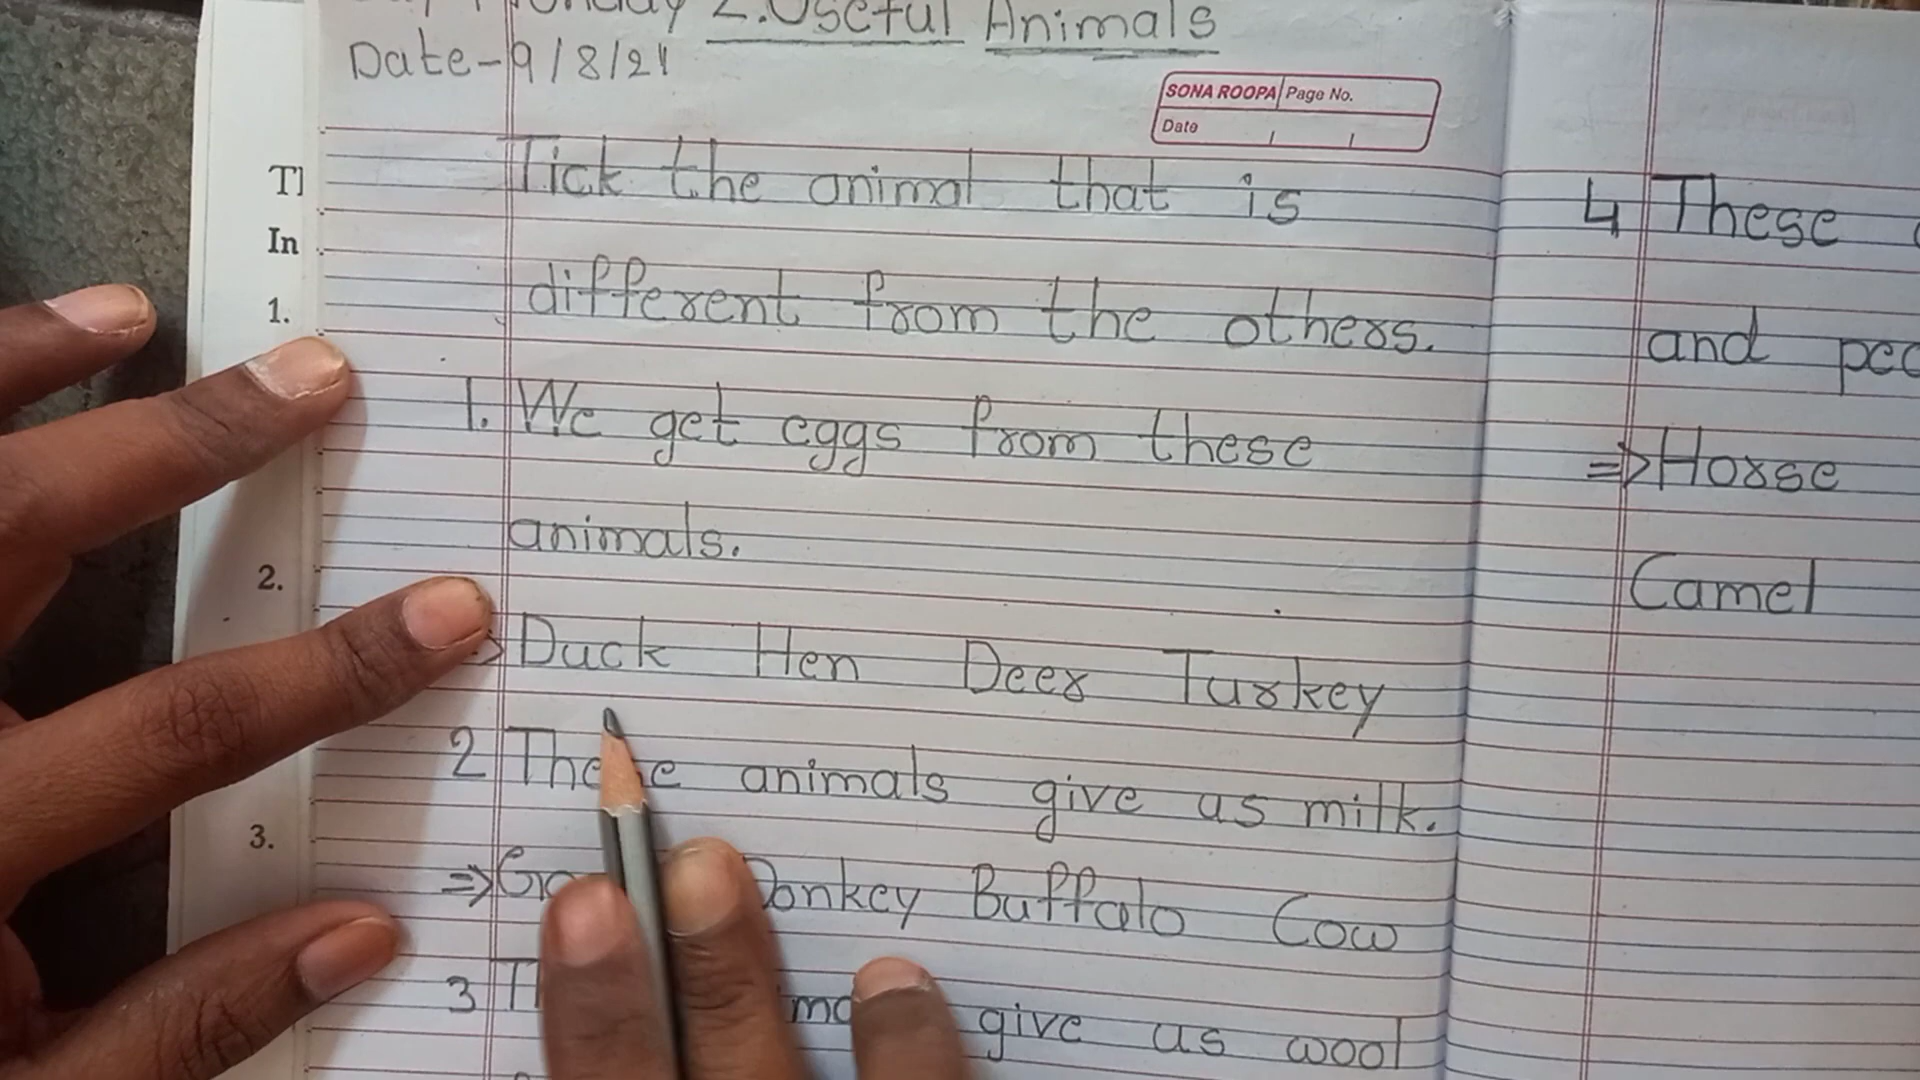 Monday 2. Useful Animals
Date-9/8/21
SONA ROOPA Page No.
Date / /
Tick the animal that is
different from the others.
1. We get eggs from these
animals.
⇒ Duck Hen Deer Turkey
2 These animals give us milk.
⇒ Donkey Buffalo Cow
3 give us wool
4 These
and
⇒ Horse
Camel
In
1.
2.
3.